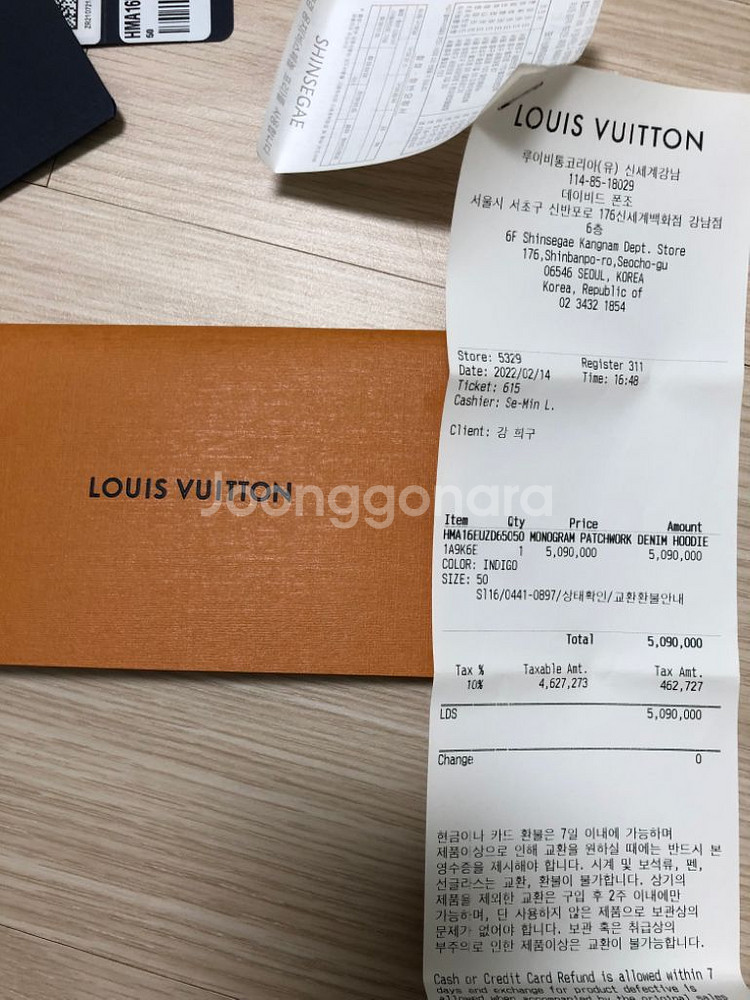 HMA16
50
SHINSEGAE
LOUIS VUITTON
루이비통코리아(유) 신세계강남
114-85-18029
데이비드 폰조
서울시 서초구 신반포로 176신세계백화점 강남점
6층
6F Shinsegae Kangnam Dept. Store
176,Shinbanpo-ro,Seocho-gu
06546 SEOUL, KOREA
Korea, Republic of
02 3432 1854
Store: 5329 Register 311
Date: 2022/02/14 Time: 16:48
Ticket: 615
Cashier: Se-Min L.
Client: 강 희구
LOUIS VUITTON
Joonggonara
Item Qty Price Amount
HMA16EUZD65050 MONOGRAM PATCHWORK DENIM HOODIE
1A9K6E 1 5,090,000 5,090,000
COLOR: INDIGO
SIZE: 50
S116/0441-0897/상태확인/교환환불안내
Total 5,090,000
Tax % Taxable Amt. Tax Amt.
10% 4,627,273 462,727
LDS 5,090,000
Change 0
현금이나 카드 환불은 7일 이내에 가능하며
제품이상으로 인해 교환을 원하실 때에는 반드시 본
영수증을 제시해야 합니다. 시계 및 보석류, 펜,
선글라스는 교환, 환불이 불가합니다. 상기의
제품을 제외한 교환은 구입 후 2주 이내에만
가능하며, 단 사용하지 않은 제품으로 보관상의
문제가 없어야 합니다. 보관 혹은 취급상의
부주의로 인한 제품이상은 교환이 불가능합니다.
Cash or Credit Card Refund is allowed within 7
days and exchange for product defective is